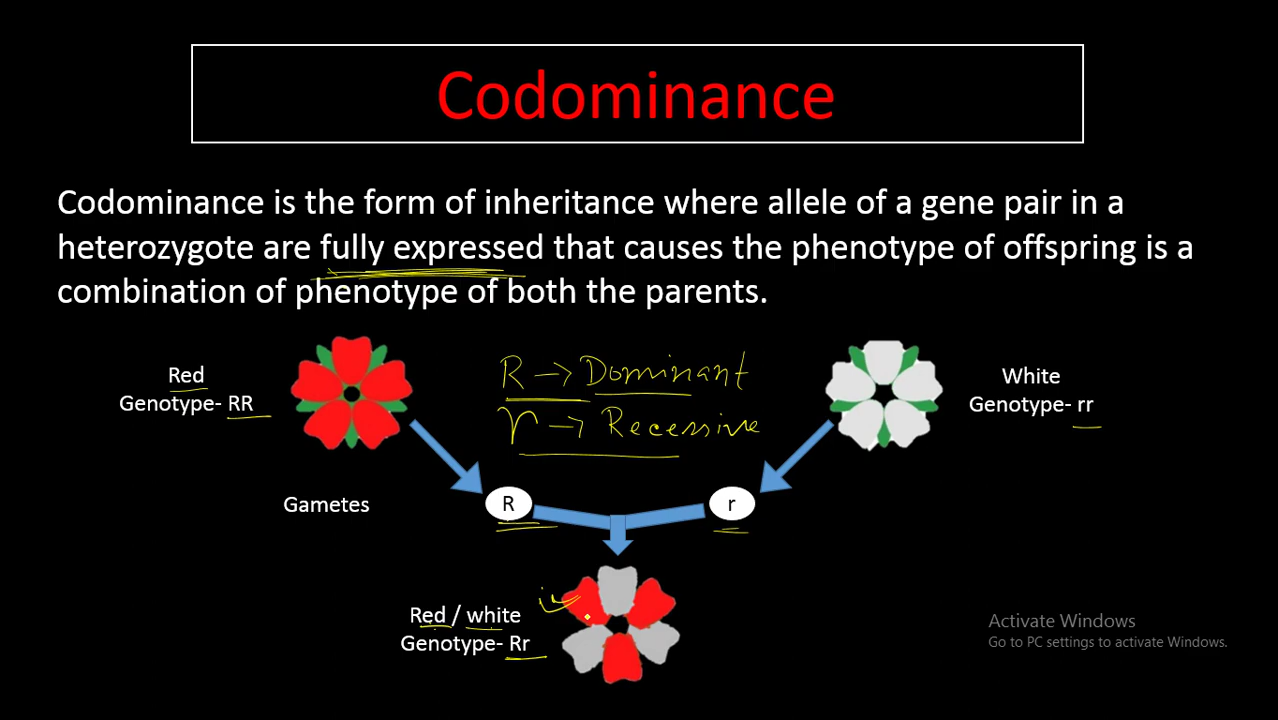 Codominance
Codominance is the form of inheritance where allele of a gene pair in a
heterozygote are fully expressed that causes the phenotype of offspring is a
combination of phenotype of both the parents.
Red
Genotype- RR
R → Dominant
r → Recessive
White
Genotype- rr
Gametes
R
r
Red / white
Genotype- Rr
Activate Windows
Go to PC settings to activate Windows.